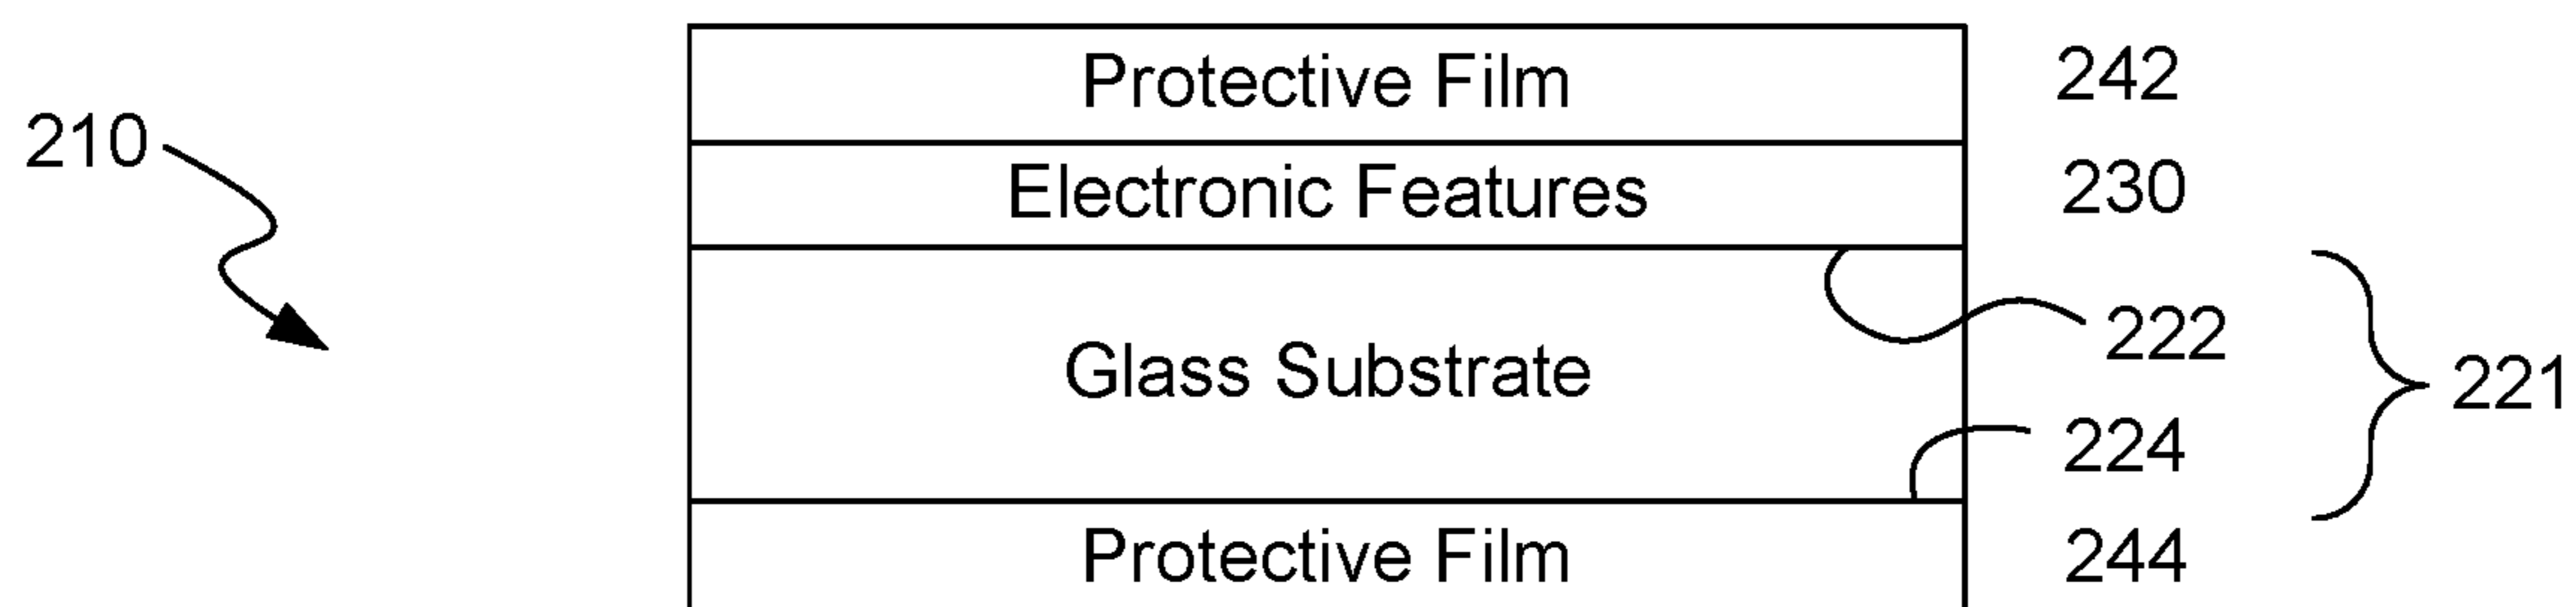 Protective Film 242
210
Electronic Features 230
222
Glass Substrate
221
224
Protective Film 244